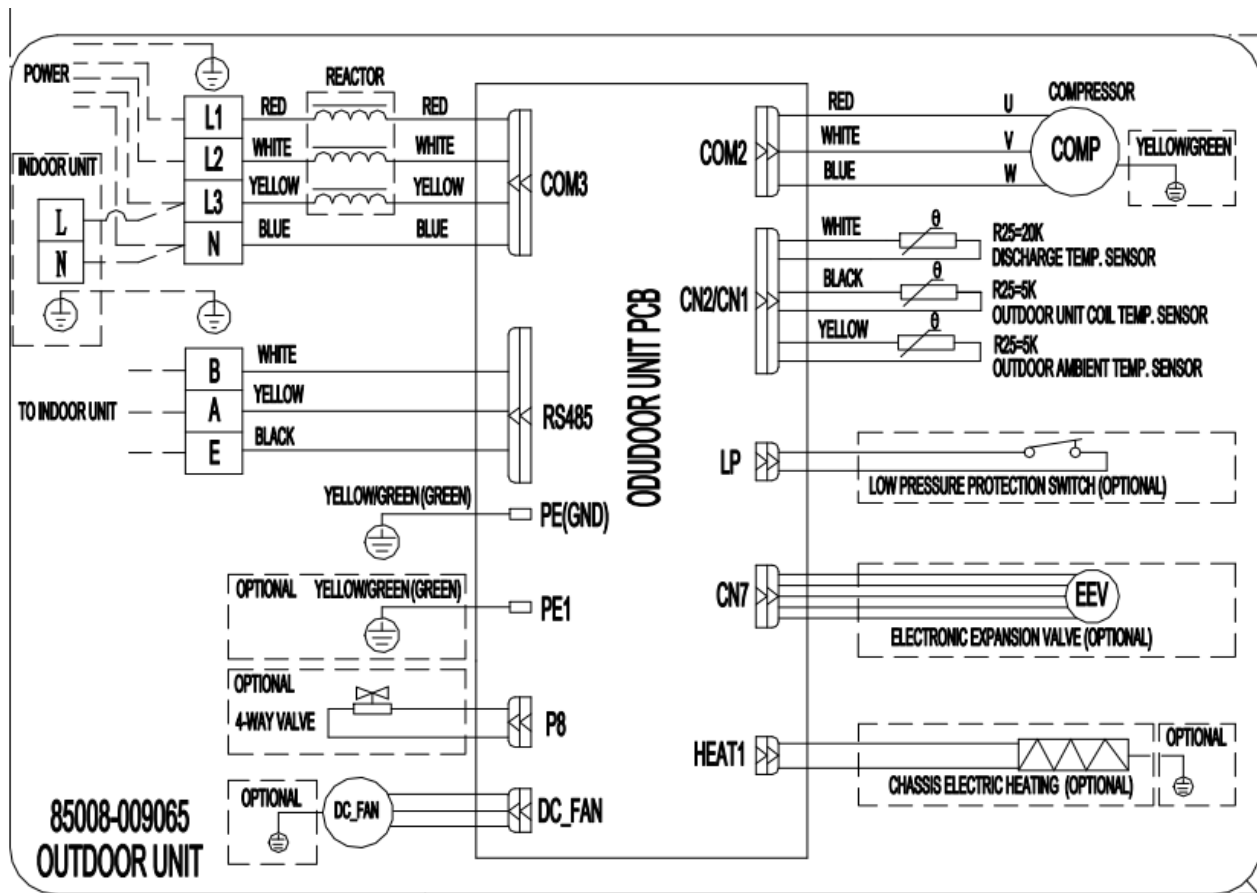 POWER
REACTOR
L1
RED
RED
L2
WHITE
WHITE
L3
YELLOW
YELLOW
N
BLUE
BLUE
COM3
INDOOR UNIT
L
N
B
WHITE
A
YELLOW
E
BLACK
TO INDOOR UNIT
RS485
YELLOW/GREEN (GREEN)
PE(GND)
OPTIONAL
YELLOW/GREEN (GREEN)
PE1
OPTIONAL
4-WAY VALVE
P8
OPTIONAL
DC_FAN
DC_FAN
85008-009065
OUTDOOR UNIT
ODUDOOR UNIT PCB
COM2
RED
U
WHITE
V
BLUE
W
COMPRESSOR
COMP
YELLOW/GREEN
CN2/CN1
WHITE
θ
R25=20K
DISCHARGE TEMP. SENSOR
BLACK
θ
R25=5K
OUTDOOR UNIT COIL TEMP. SENSOR
YELLOW
θ
R25=5K
OUTDOOR AMBIENT TEMP. SENSOR
LP
LOW PRESSURE PROTECTION SWITCH (OPTIONAL)
CN7
EEV
ELECTRONIC EXPANSION VALVE (OPTIONAL)
HEAT1
CHASSIS ELECTRIC HEATING (OPTIONAL)
OPTIONAL